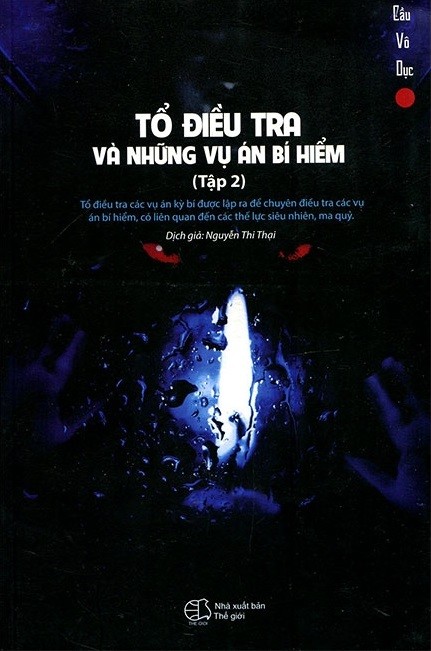 Cầu
Vô
Dục
TỔ ĐIỀU TRA
VÀ NHỮNG VỤ ÁN BÍ HIỂM
(Tập 2)
Tổ điều tra các vụ án kỳ bí được lập ra để chuyên điều tra các vụ
án bí hiểm, có liên quan đến các thế lực siêu nhiên, ma quỷ.
Dịch giả: Nguyễn Thi Thại
THẾ GIỚI
Nhà xuất bản
Thế giới